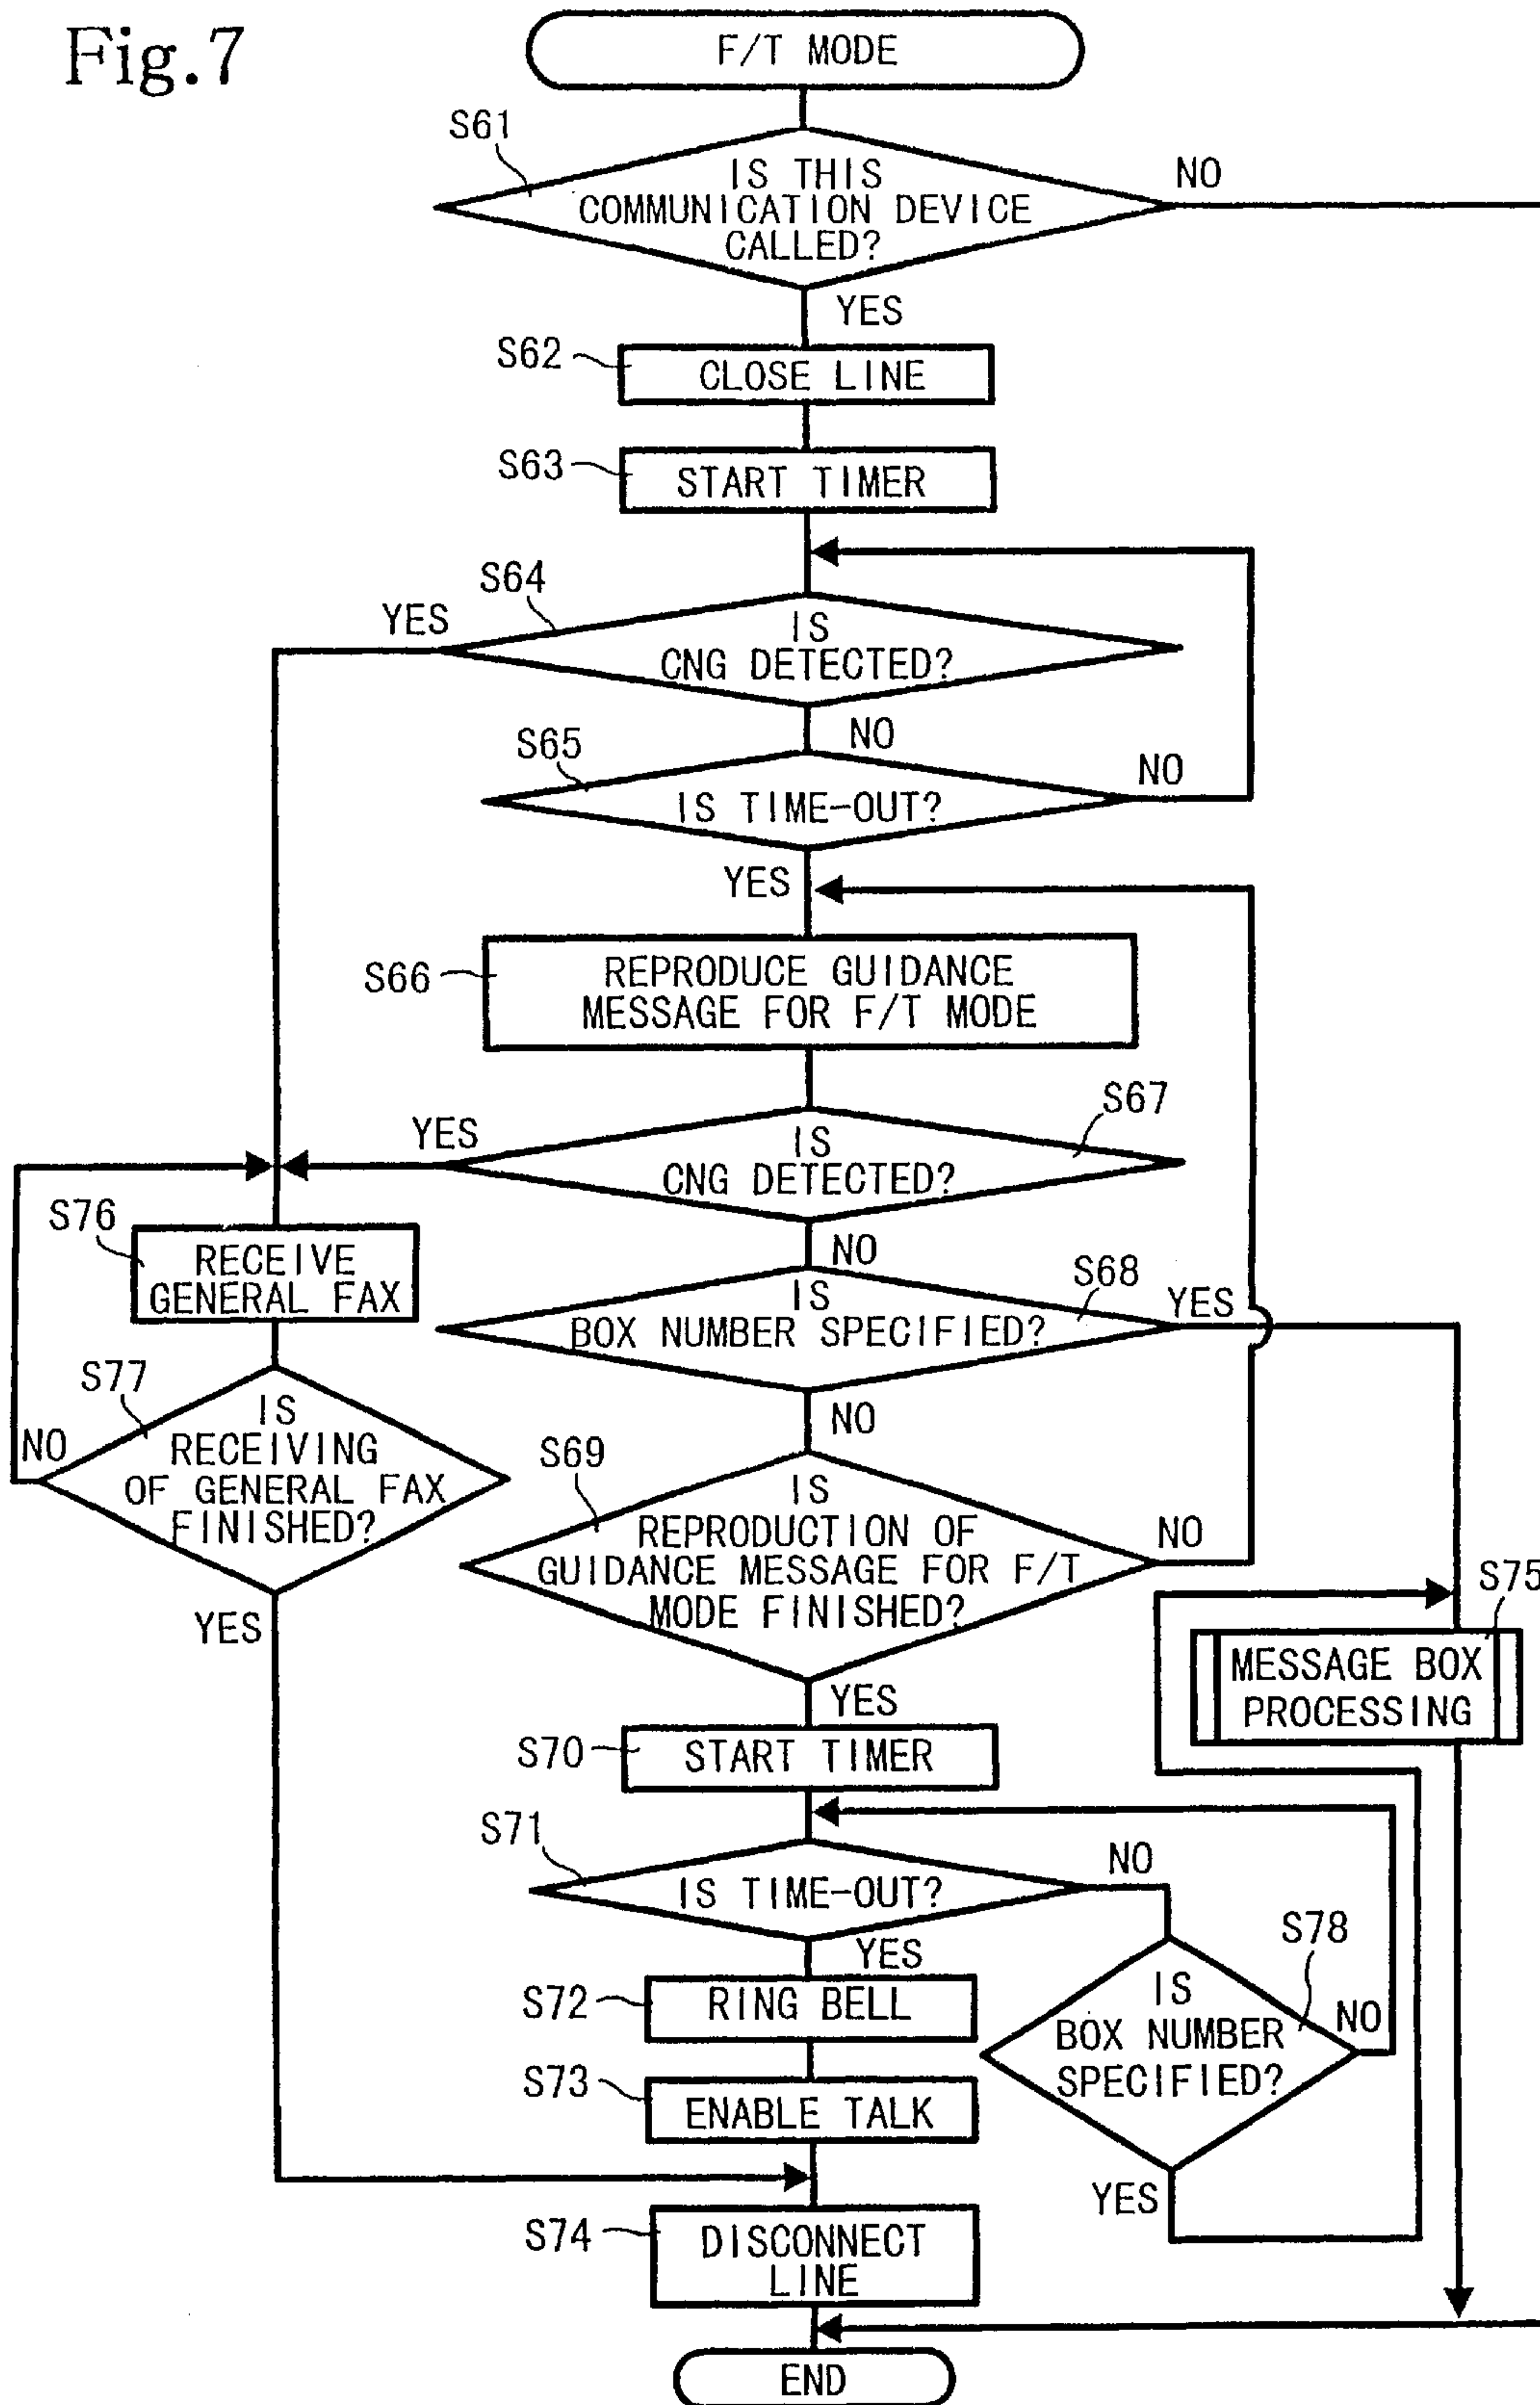 Fig.7
F/T MODE
S61
IS THIS
COMMUNICATION DEVICE
CALLED?
NO
YES
S62
CLOSE LINE
S63
START TIMER
S64
YES
IS
CNG DETECTED?
NO
S65
IS TIME-OUT?
NO
YES
S66
REPRODUCE GUIDANCE
MESSAGE FOR F/T MODE
S67
YES
IS
CNG DETECTED?
NO
S76
RECEIVE
GENERAL FAX
S68
IS
BOX NUMBER SPECIFIED?
YES
NO
S77
IS
RECEIVING
OF GENERAL FAX
FINISHED?
NO
YES
S69
IS
REPRODUCTION OF
GUIDANCE MESSAGE FOR F/T
MODE FINISHED?
NO
YES
S75
MESSAGE BOX
PROCESSING
S70
START TIMER
S71
IS TIME-OUT?
NO
YES
S78
IS
BOX NUMBER
SPECIFIED?
NO
YES
S72
RING BELL
S73
ENABLE TALK
S74
DISCONNECT
LINE
END